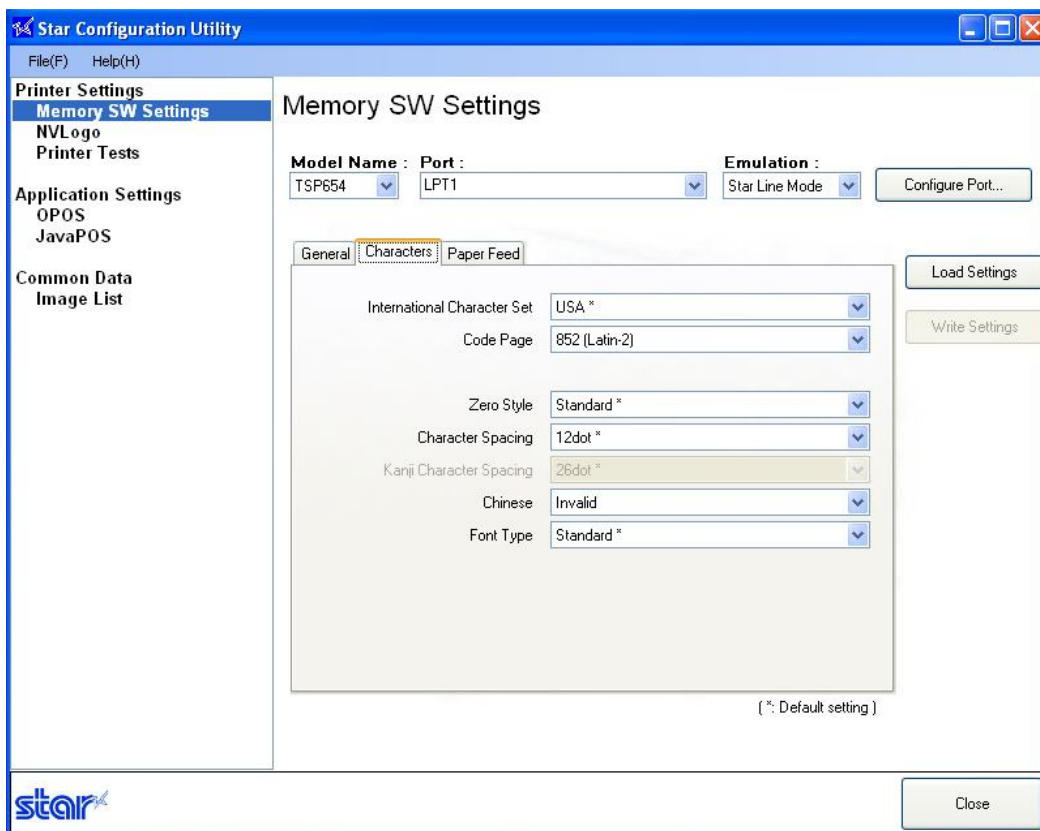 Star Configuration Utility
File(F) Help(H)
Printer Settings
Memory SW Settings
NVLogo
Printer Tests
Application Settings
OPOS
JavaPOS
Common Data
Image List
Memory SW Settings
Model Name : Port : Emulation :
TSP654 LPT1 Star Line Mode Configure Port...
General Characters Paper Feed
Load Settings
Write Settings
International Character Set USA *
Code Page 852 (Latin-2)
Zero Style Standard *
Character Spacing 12dot *
Kanji Character Spacing 26dot *
Chinese Invalid
Font Type Standard *
( *: Default setting )
star
Close